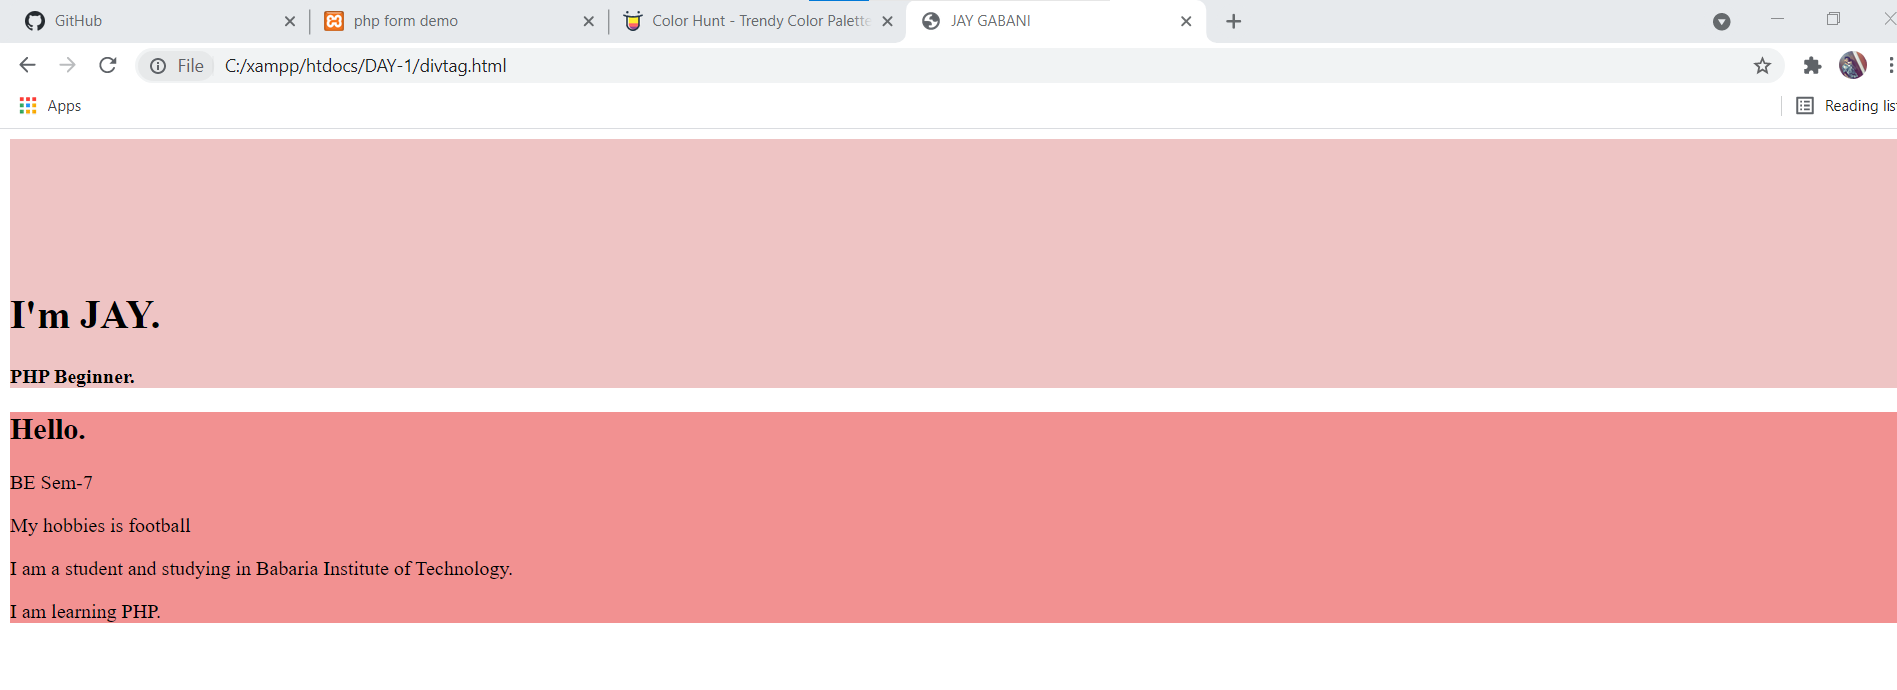 GitHub
php form demo
Color Hunt - Trendy Color Palette
JAY GABANI
File
C:/xampp/htdocs/DAY-1/divtag.html
Apps
Reading lis
I'm JAY.
PHP Beginner.
Hello.
BE Sem-7
My hobbies is football
I am a student and studying in Babaria Institute of Technology.
I am learning PHP.